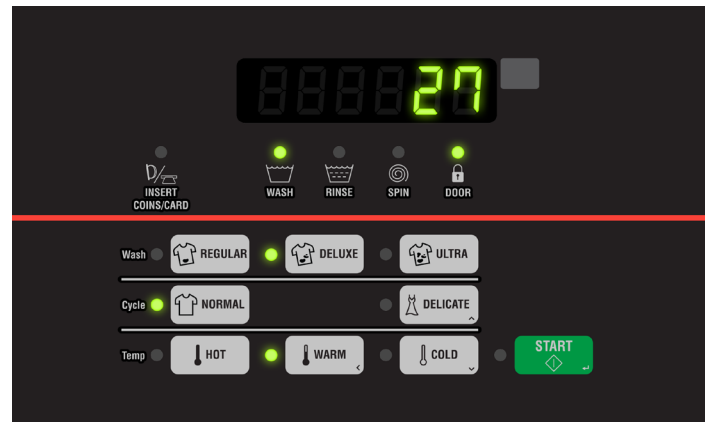 27
INSERT
COINS/CARD
WASH
RINSE
SPIN
DOOR
Wash
REGULAR
DELUXE
ULTRA
Cycle
NORMAL
DELICATE
Temp
HOT
WARM
COLD
START